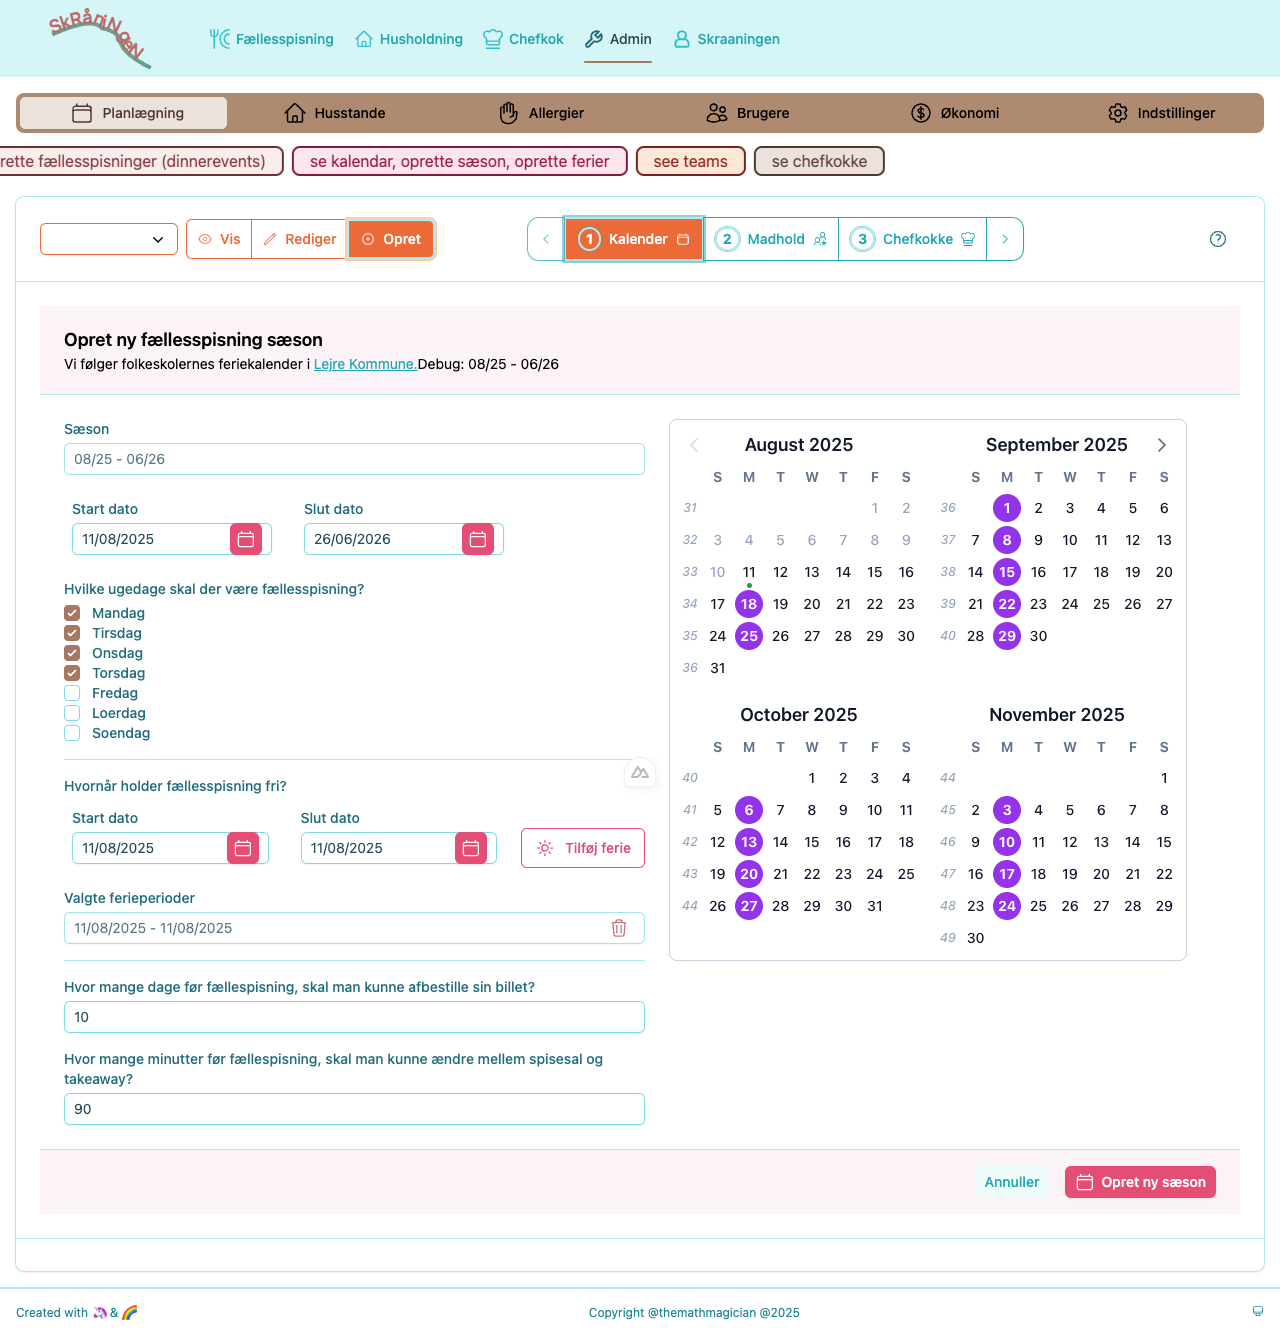 SkRåniNgeN
Fællesspisning Husholdning Chefkok Admin Skraaningen
Planlægning Husstande Allergier Brugere Økonomi Indstillinger
rette fællesspisninger (dinnerevents) se kalendar, oprette sæson, oprette ferier see teams se chefkokke
Vis Rediger Opret 1 Kalender 2 Madhold 3 Chefkokke
Opret ny fællesspisning sæson
Vi følger folkeskolernes feriekalender i Lejre Kommune.Debug: 08/25 - 06/26
Sæson
08/25 - 06/26
Start dato Slut dato
11/08/2025 26/06/2026
Hvilke ugedage skal der være fællesspisning?
Mandag
Tirsdag
Onsdag
Torsdag
Fredag
Loerdag
Soendag
Hvornår holder fællesspisning fri?
Start dato Slut dato
11/08/2025 11/08/2025 Tilføj ferie
Valgte ferieperioder
11/08/2025 - 11/08/2025
Hvor mange dage før fællespisning, skal man kunne afbestille sin billet?
10
Hvor mange minutter før fællespisning, skal man kunne ændre mellem spisesal og
takeaway?
90
August 2025
S M T W T F S
31 1 2
32 3 4 5 6 7 8 9
33 10 11 12 13 14 15 16
34 17 18 19 20 21 22 23
35 24 25 26 27 28 29 30
36 31
September 2025
S M T W T F S
36 1 2 3 4 5 6
37 7 8 9 10 11 12 13
38 14 15 16 17 18 19 20
39 21 22 23 24 25 26 27
40 28 29 30
October 2025
S M T W T F S
40 1 2 3 4
41 5 6 7 8 9 10 11
42 12 13 14 15 16 17 18
43 19 20 21 22 23 24 25
44 26 27 28 29 30 31
November 2025
S M T W T F S
44 1
45 2 3 4 5 6 7 8
46 9 10 11 12 13 14 15
47 16 17 18 19 20 21 22
48 23 24 25 26 27 28 29
49 30
Annuller Opret ny sæson
Created with 🦄 & 🌈 Copyright @themathmagician @2025